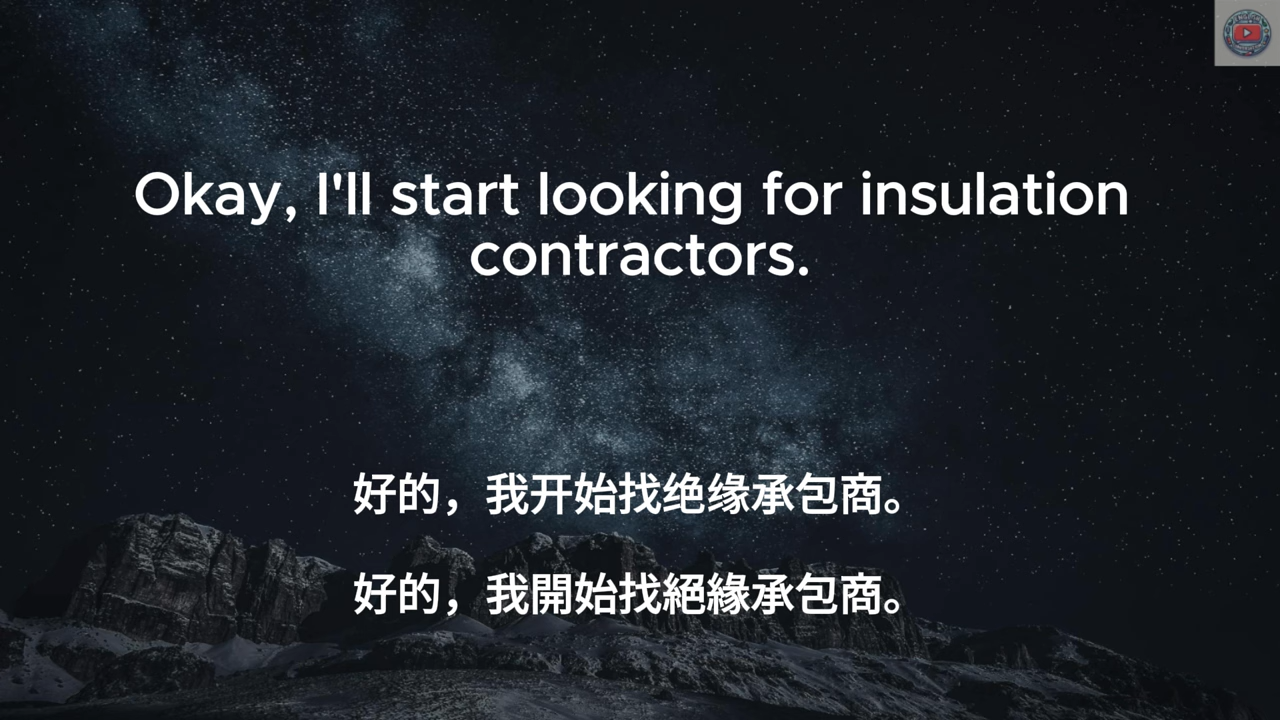 Okay, I'll start looking for insulation
contractors.
好的，我开始找绝缘承包商。
好的，我開始找絕緣承包商。